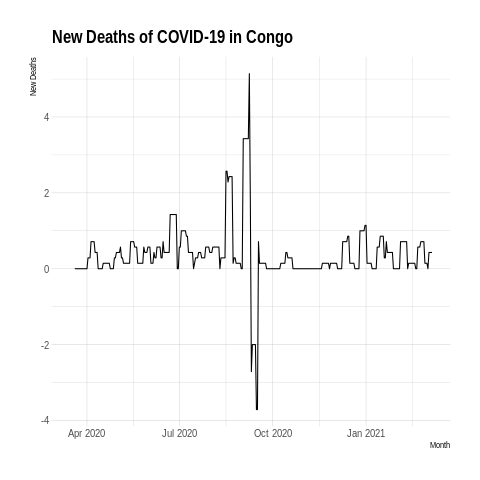 New Deaths of COVID-19 in Congo
New Deaths
4
2
0
-2
-4
Apr 2020
Jul 2020
Oct 2020
Jan 2021
Month